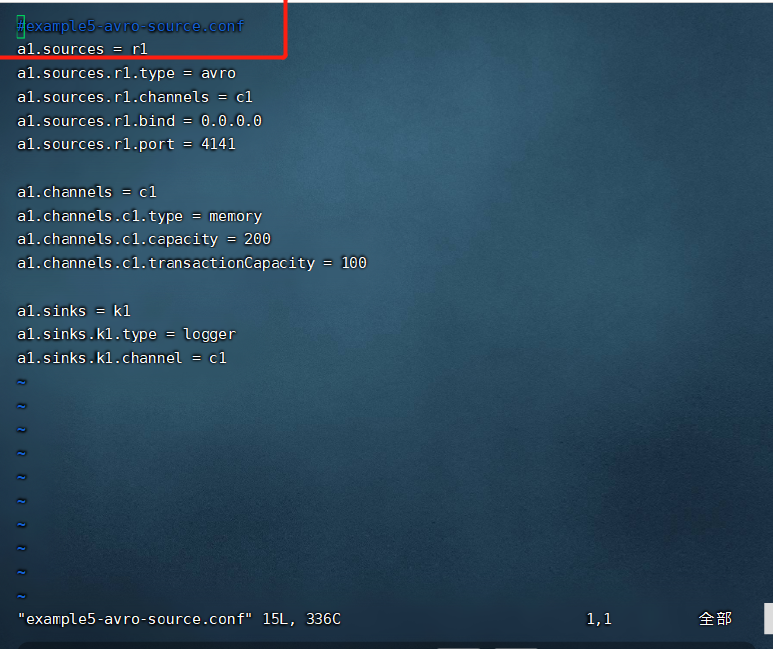 #example5-avro-source.conf
a1.sources = r1
a1.sources.r1.type = avro
a1.sources.r1.channels = c1
a1.sources.r1.bind = 0.0.0.0
a1.sources.r1.port = 4141
a1.channels = c1
a1.channels.c1.type = memory
a1.channels.c1.capacity = 200
a1.channels.c1.transactionCapacity = 100
a1.sinks = k1
a1.sinks.k1.type = logger
a1.sinks.k1.channel = c1
~
~
~
~
~
~
~
~
~
~
"example5-avro-source.conf" 15L, 336C 1,1 全部